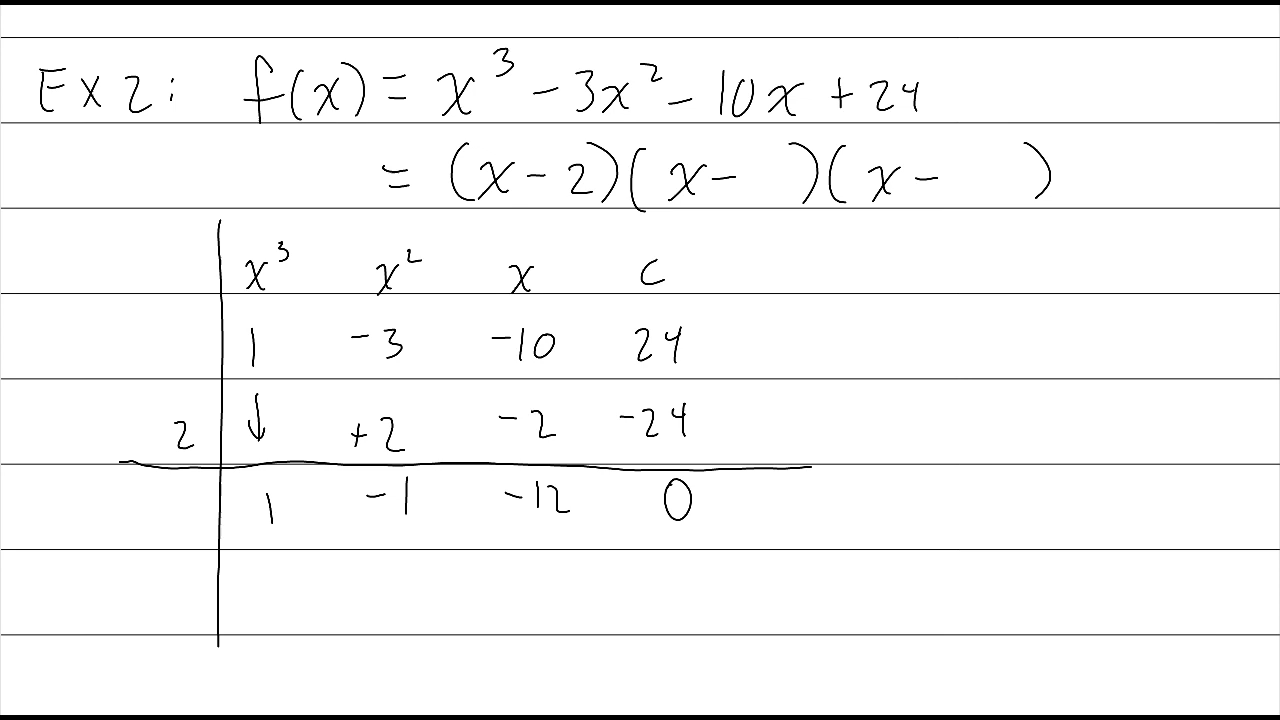 Ex 2: f(x) = x³ - 3x² - 10x + 24
= (x - 2)(x -  )(x -  )
x³ x² x C
1 -3 -10 24
2 ↓ +2 -2 -24
1 -1 -12 0